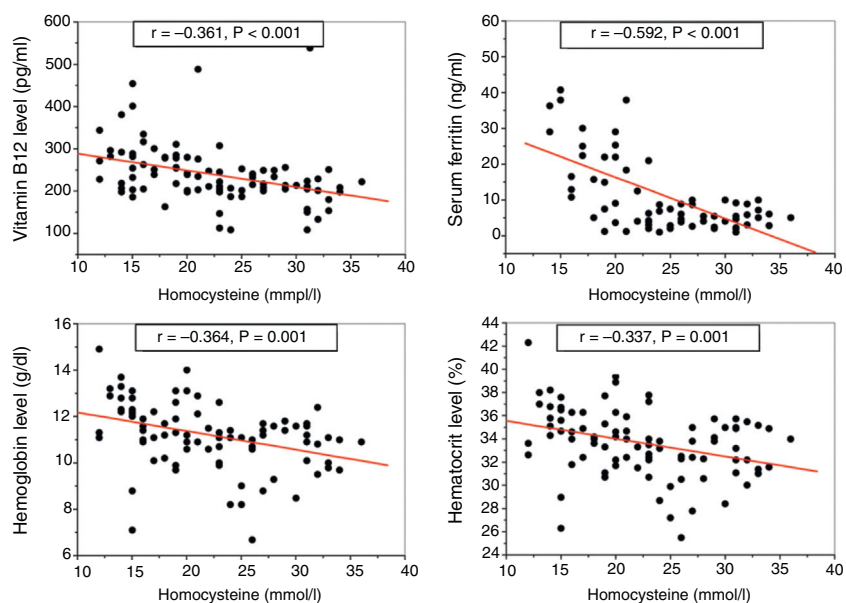 r = –0.361, P < 0.001
Vitamin B12 level (pg/ml)
600
500
400
300
200
100
10 15 20 25 30 35 40
Homocysteine (mmpl/l)
r = –0.592, P < 0.001
Serum ferritin (ng/ml)
60
50
40
30
20
10
0
10 15 20 25 30 35 40
Homocysteine (mmol/l)
r = –0.364, P = 0.001
Hemoglobin level (g/dl)
16
14
12
10
8
6
10 15 20 25 30 35 40
Homocysteine (mmol/l)
r = –0.337, P = 0.001
Hematocrit level (%)
44
42
40
38
36
34
32
30
28
26
24
10 15 20 25 30 35 40
Homocysteine (mmol/l)